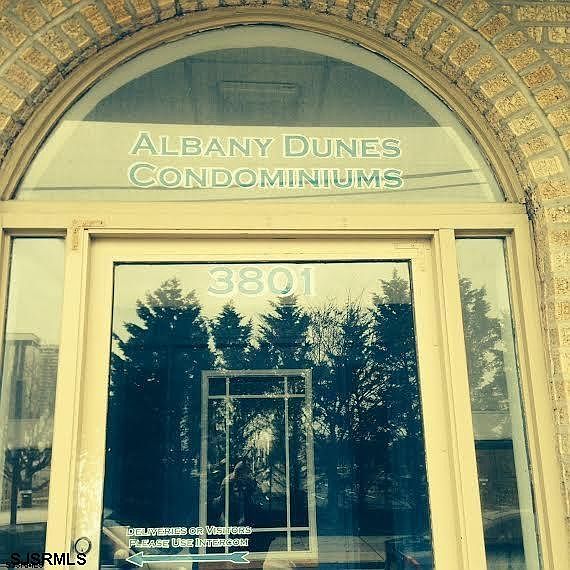 ALBANY DUNES
CONDOMINIUMS
3801
DELIVERIES OR VISITORS
PLEASE USE INTERCOM
SJSRMLS